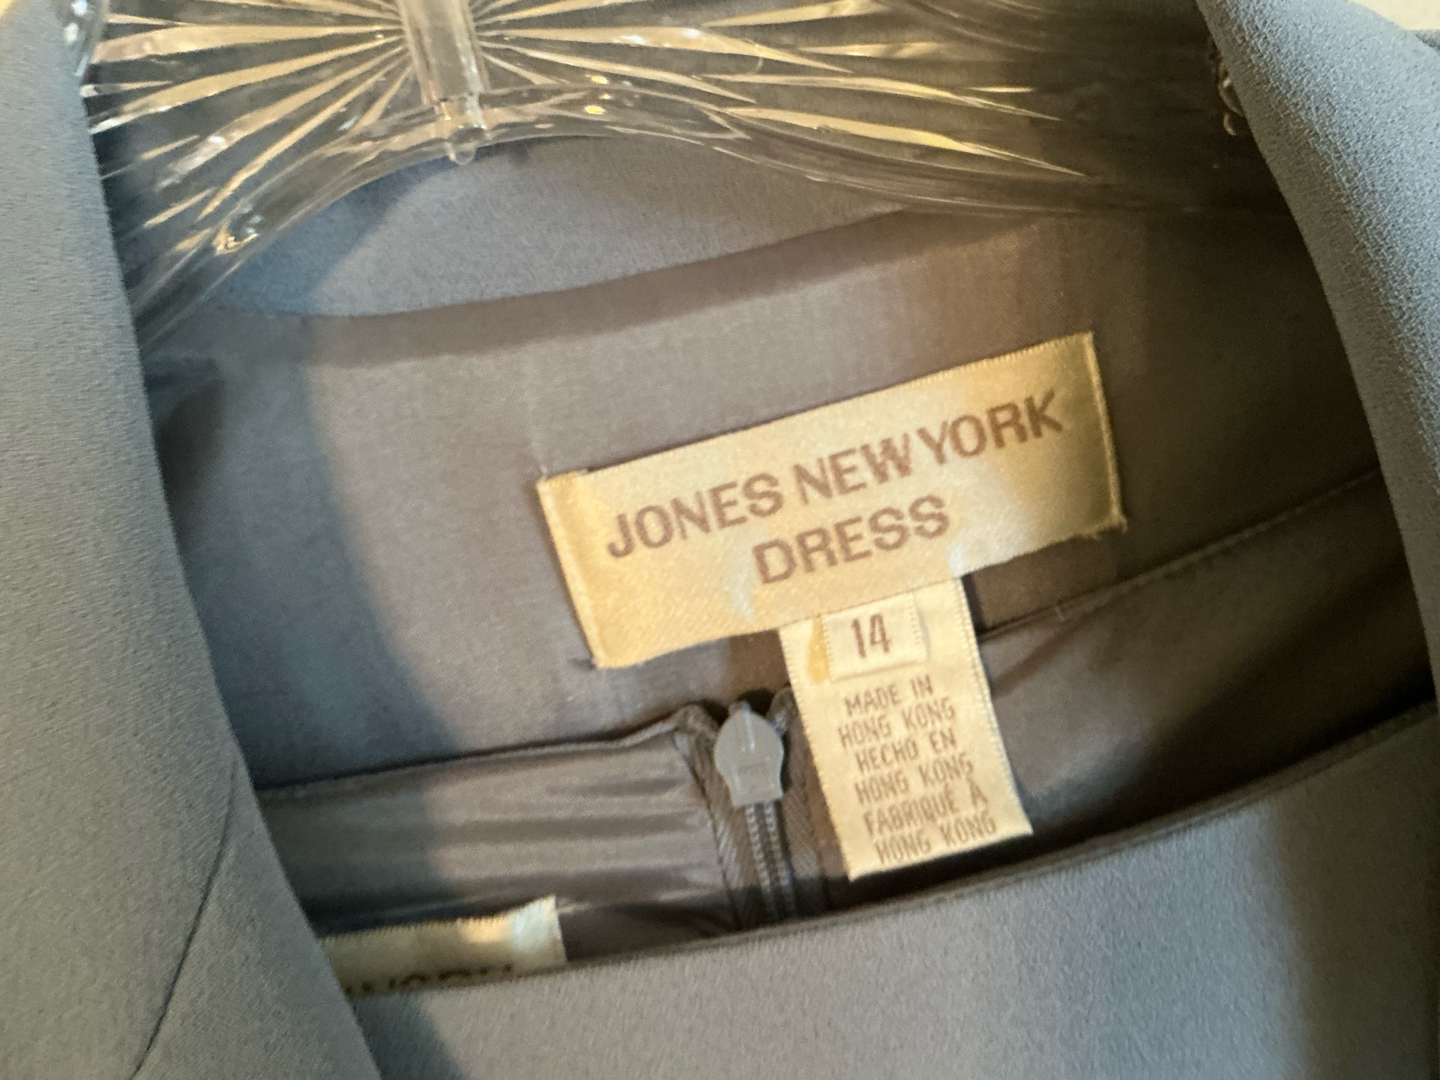 JONES NEW YORK
DRESS
14
MADE IN
HONG KONG
HECHO EN
HONG KONG
FABRIQUÉ À
HONG KONG